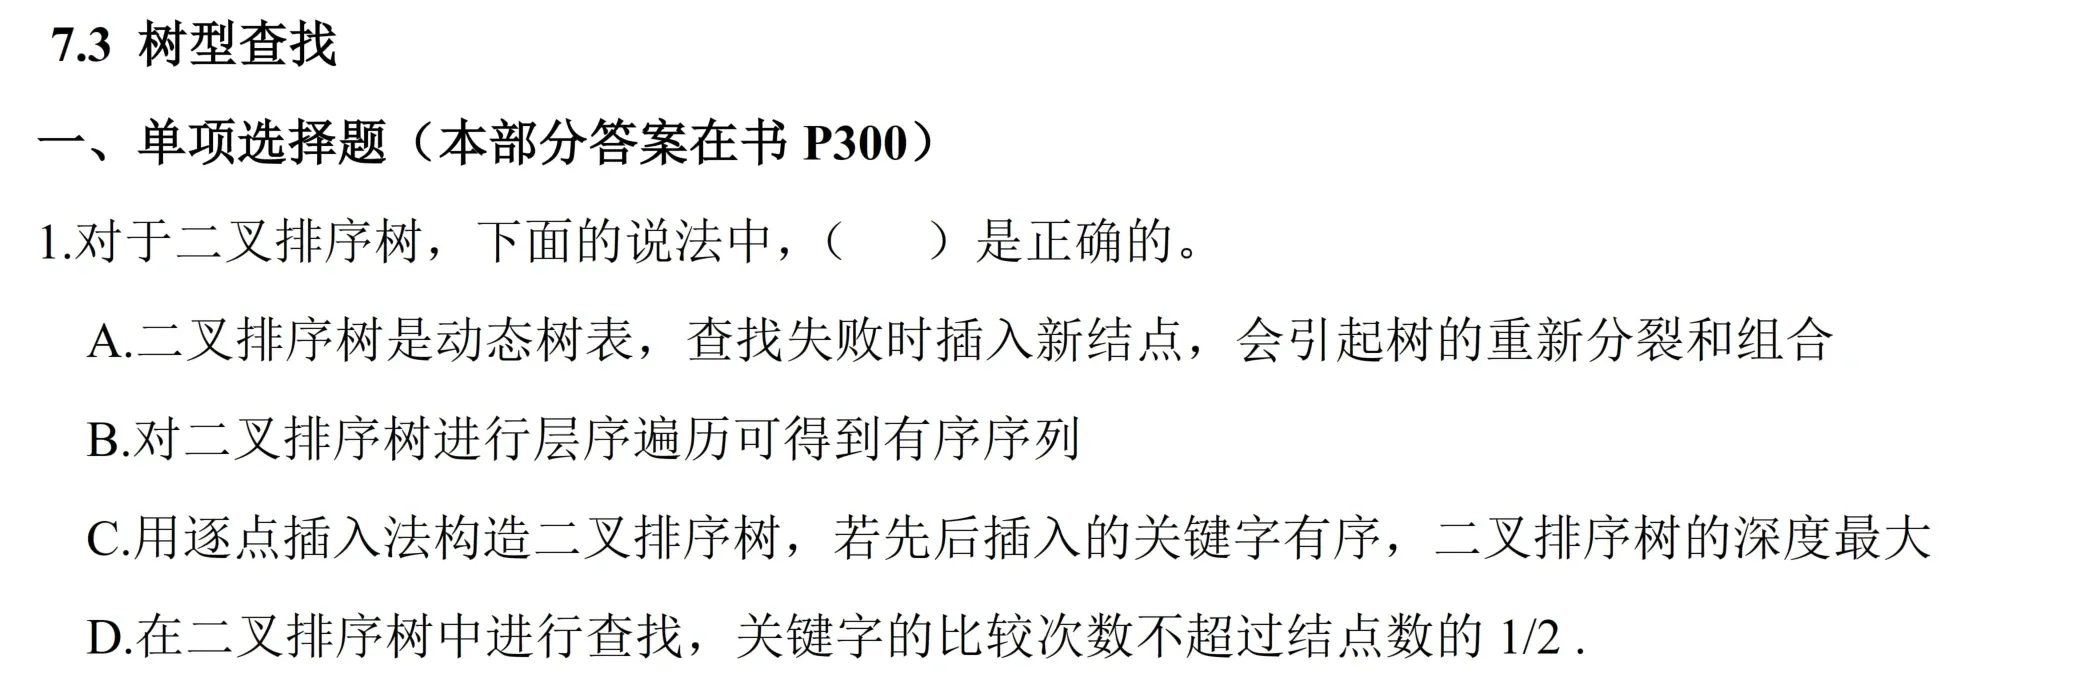 7.3 树型查找
一、单项选择题（本部分答案在书 P300）
1.对于二叉排序树，下面的说法中，（ ）是正确的。
A.二叉排序树是动态树表，查找失败时插入新结点，会引起树的重新分裂和组合
B.对二叉排序树进行层序遍历可得到有序序列
C.用逐点插入法构造二叉排序树，若先后插入的关键字有序，二叉排序树的深度最大
D.在二叉排序树中进行查找，关键字的比较次数不超过结点数的 1/2 .